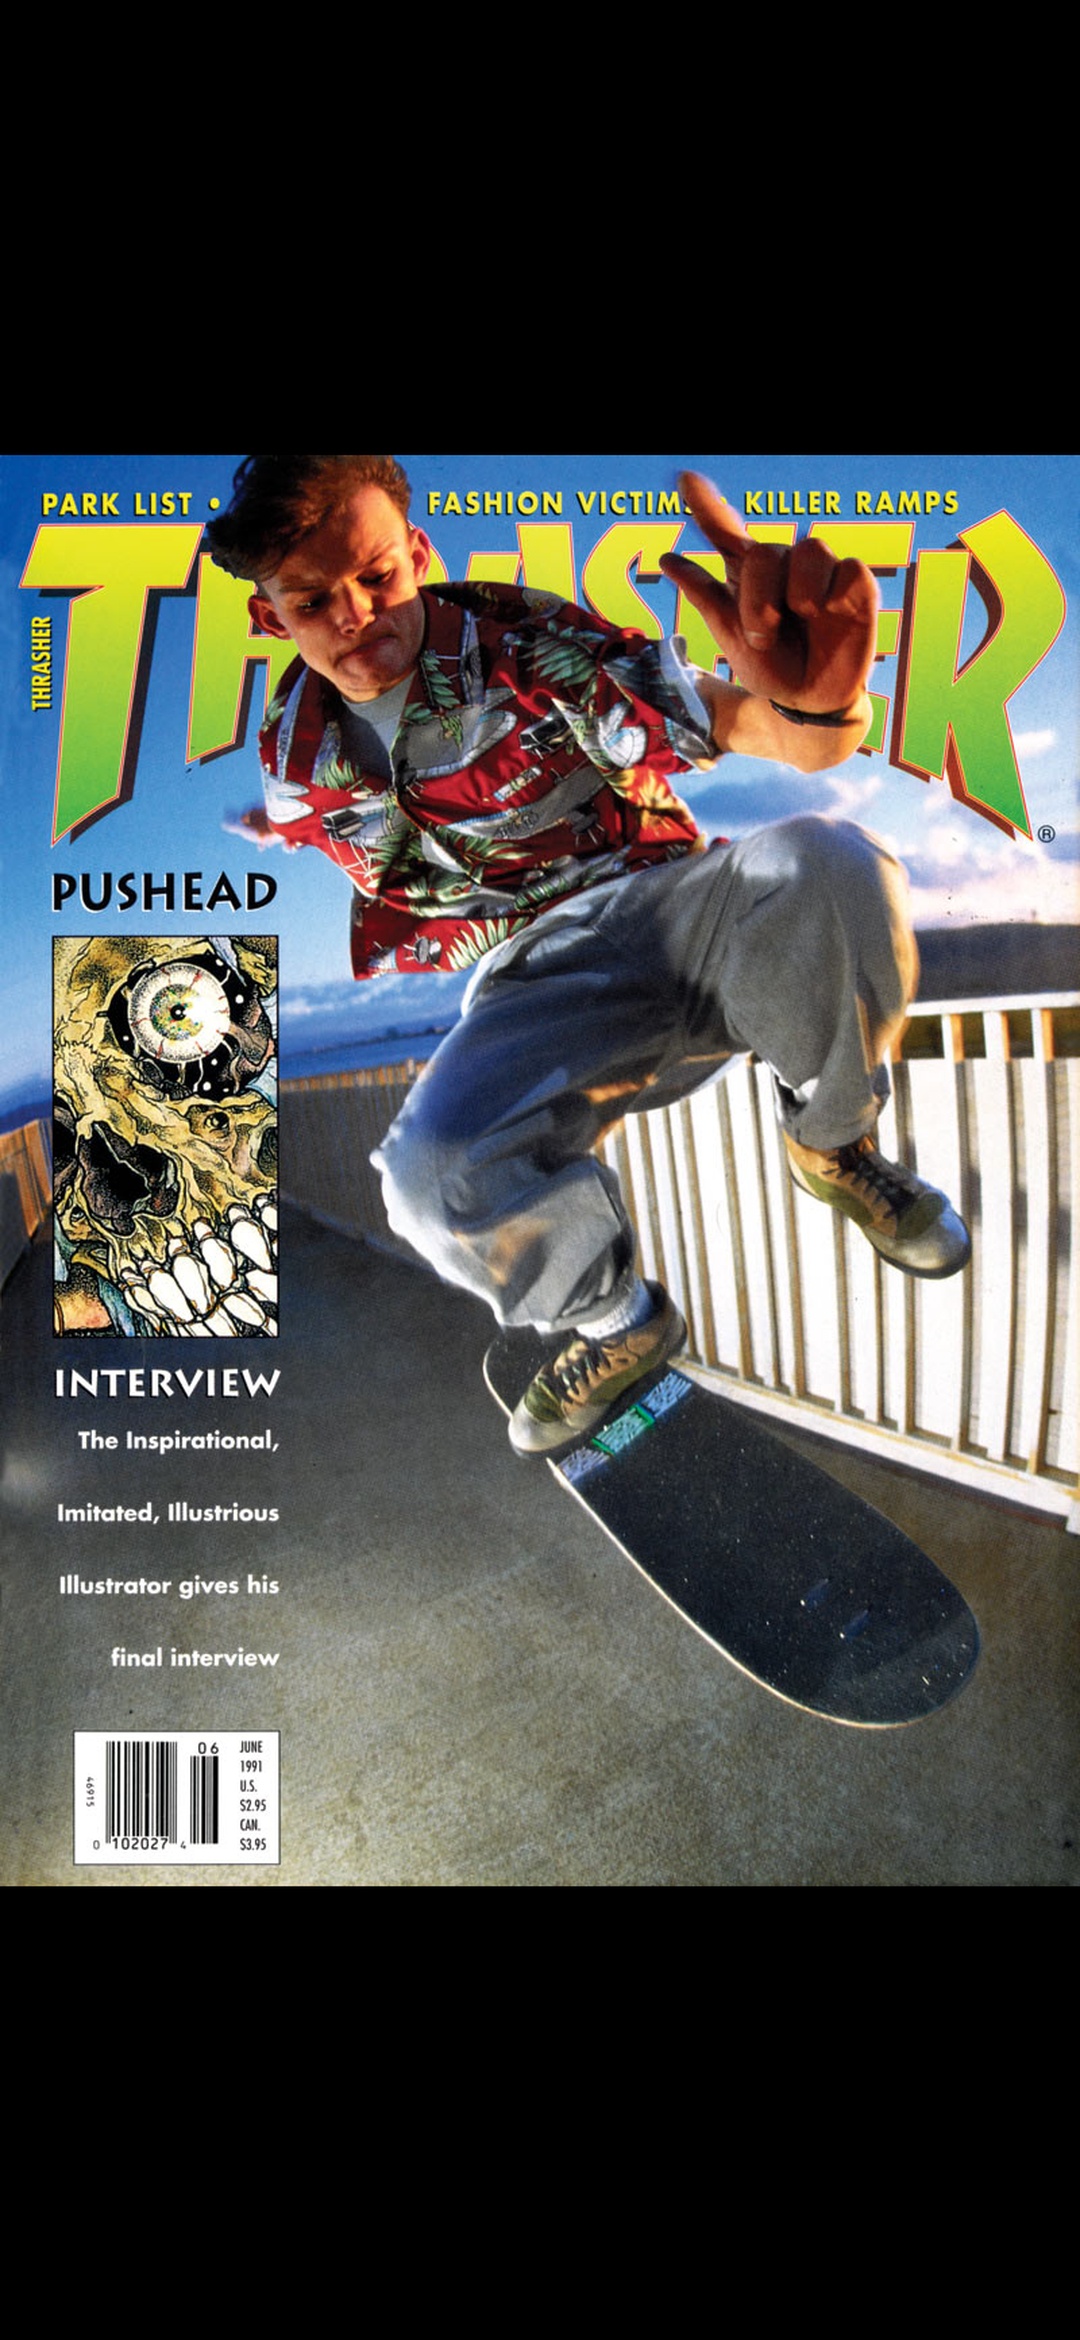 PARK LIST •
FASHION VICTIMS • KILLER RAMPS
THRASHER
THRASHER
®
PUSHEAD
INTERVIEW
The Inspirational,
Imitated, Illustrious
Illustrator gives his
final interview
06
JUNE
1991
U.S.
$2.95
CAN.
$3.95
46915
0 102027 4